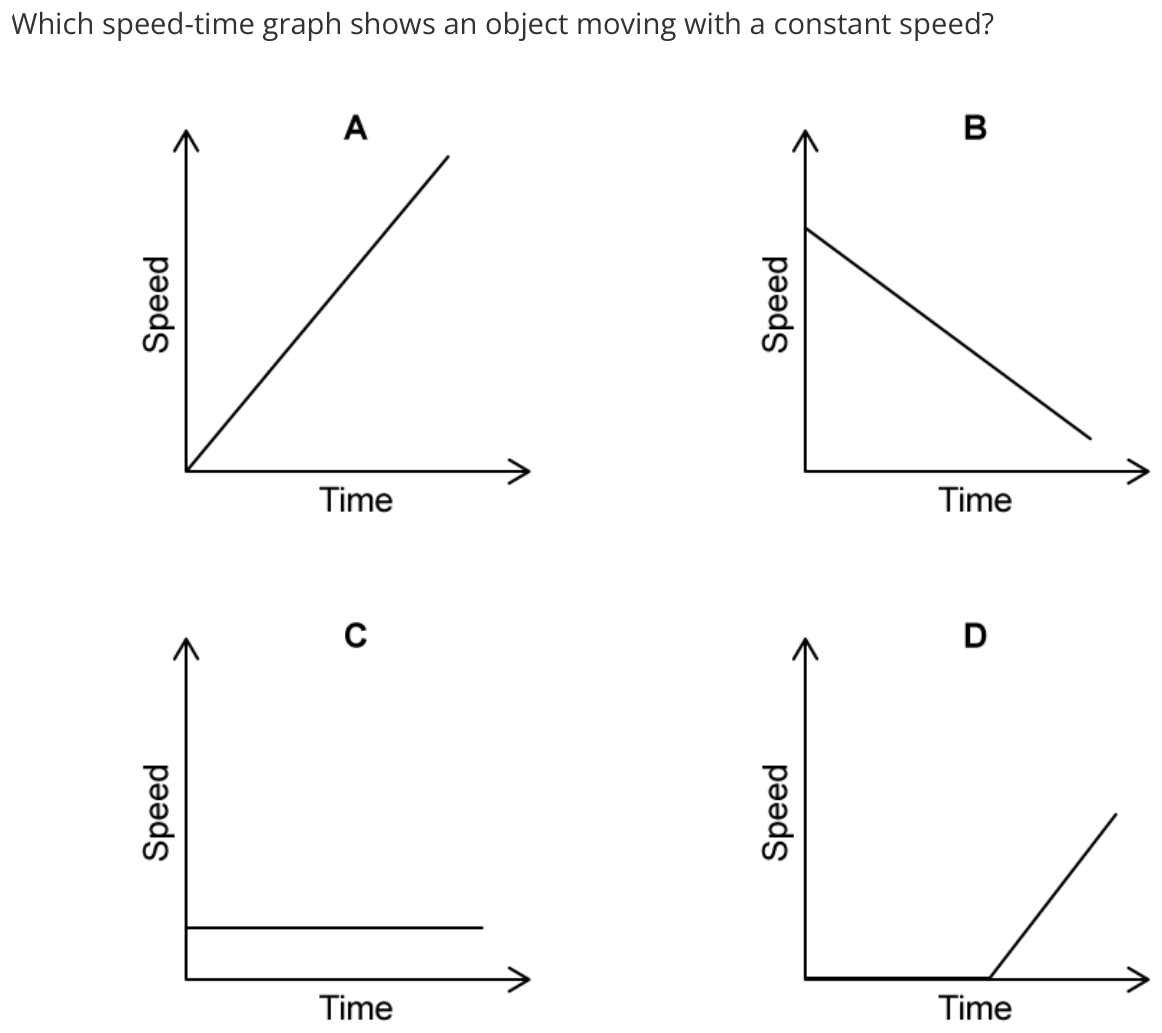 Which speed-time graph shows an object moving with a constant speed?
A
Speed
Time
B
Speed
Time
C
Speed
Time
D
Speed
Time